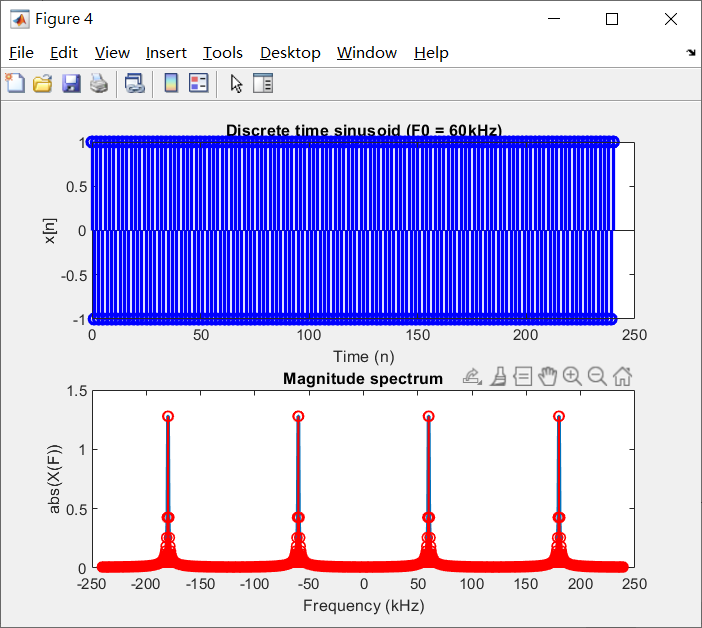 Figure 4
File Edit View Insert Tools Desktop Window Help
Discrete time sinusoid (F0 = 60kHz)
1
0.5
0
-0.5
-1
x[n]
0 50 100 150 200 250
Time (n)
Magnitude spectrum
1.5
1
0.5
0
abs(X(F))
-250 -200 -150 -100 -50 0 50 100 150 200 250
Frequency (kHz)